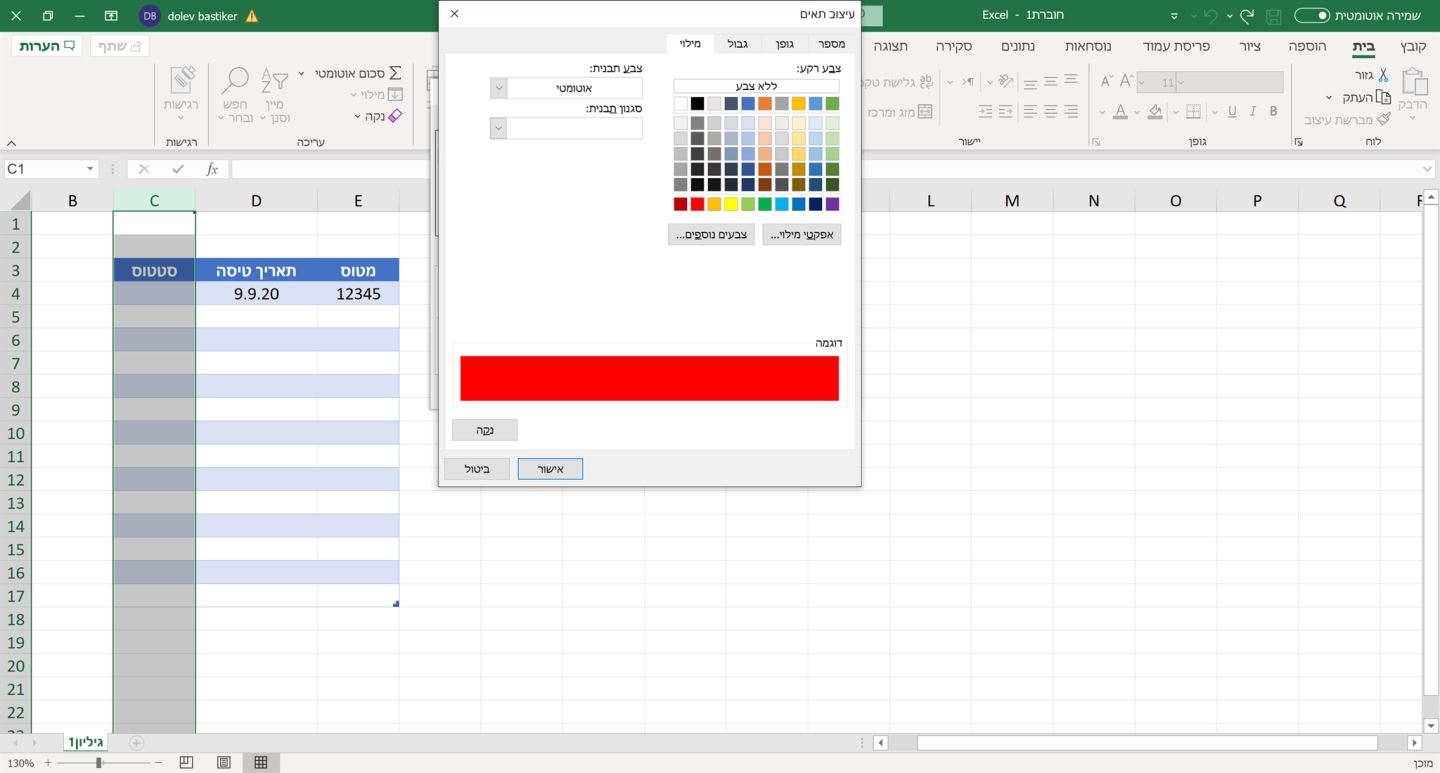 שמירה אוטומטית
חוברת1 - Excel
dolev bastiker
DB
קובץ
בית
הוספה
ציור
פריסת עמוד
נוסחאות
נתונים
סקירה
תצוגה
שתף
הערות
הדבק
גזור
העתק
מברשת עיצוב
לוח
11
B I U
גופן
גלישת טקס
מזג ומרכז
יישור
סכום אוטומטי
מילוי
נקה
מיין וסנן
חפש ובחר
עריכה
רגישות
רגישות
C1
fx
B C D E L M N O P Q
1
2
3 סטטוס תאריך טיסה מטוס
4 9.9.20 12345
5
6
7
8
9
10
11
12
13
14
15
16
17
18
19
20
21
22
עיצוב תאים
מספר
גופן
גבול
מילוי
צבע רקע:
ללא צבע
צבע תבנית:
אוטומטי
סגנון תבנית:
אפקטי מילוי...
צבעים נוספים...
דוגמה
נקה
אישור
ביטול
גיליון1
מוכן
130%